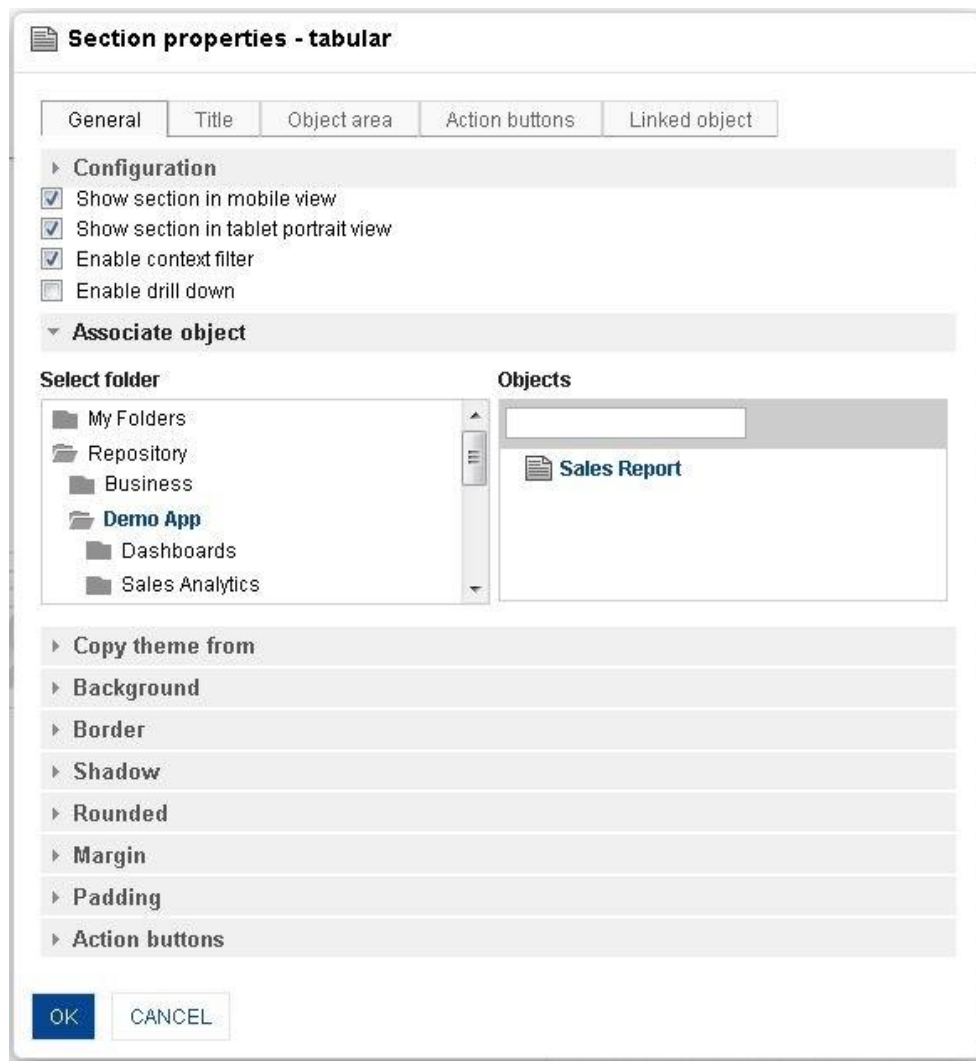 Section properties - tabular
General Title Object area Action buttons Linked object
Configuration
Show section in mobile view
Show section in tablet portrait view
Enable context filter
Enable drill down
Associate object
Select folder
My Folders
Repository
Business
Demo App
Dashboards
Sales Analytics
Objects
Sales Report
Copy theme from
Background
Border
Shadow
Rounded
Margin
Padding
Action buttons
OK CANCEL